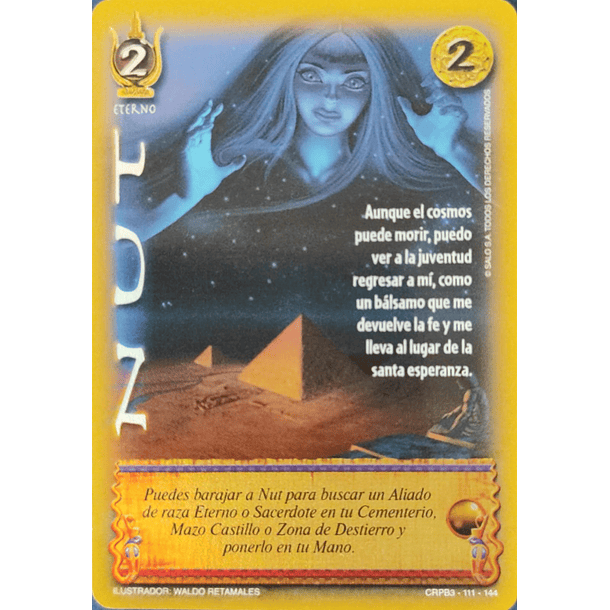 2
2
ETERNO
NUT
© SALO S.A. TODOS LOS DERECHOS RESERVADOS
Aunque el cosmos
puede morir, puedo
ver a la juventud
regresar a mí, como
un bálsamo que me
devuelve la fe y me
lleva al lugar de la
santa esperanza.
Puedes barajar a Nut para buscar un Aliado
de raza Eterno o Sacerdote en tu Cementerio,
Mazo Castillo o Zona de Destierro y
ponerlo en tu Mano.
ILUSTRADOR: WALDO RETAMALES
CRPB3 • 111 • 144